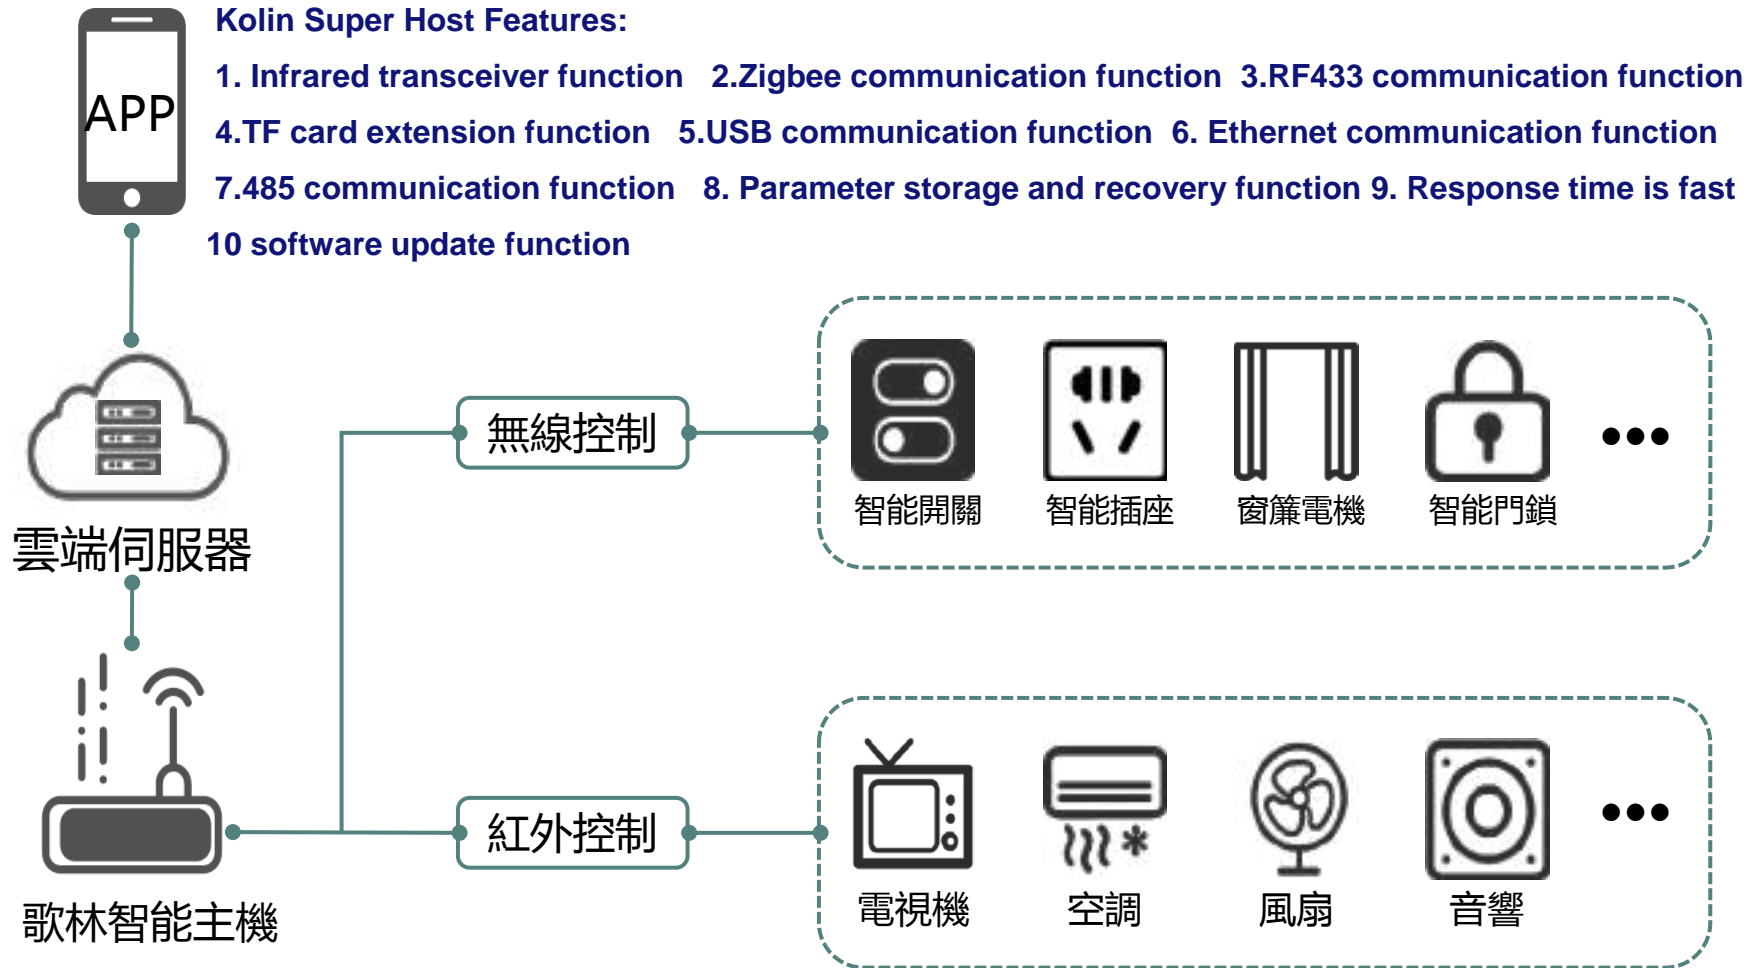 Kolin Super Host Features:
1. Infrared transceiver function 2.Zigbee communication function 3.RF433 communication function
4.TF card extension function 5.USB communication function 6. Ethernet communication function
7.485 communication function 8. Parameter storage and recovery function 9. Response time is fast
10 software update function
APP
雲端伺服器
歌林智能主機
無線控制
智能開關 智能插座 窗簾電機 智能門鎖
紅外控制
電視機 空調 風扇 音響